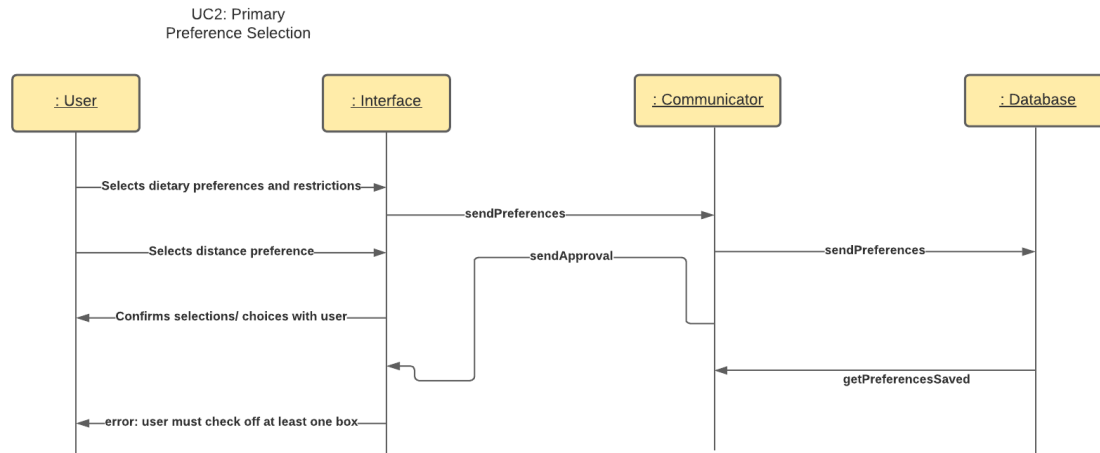 UC2: Primary
Preference Selection
: User
: Interface
: Communicator
: Database
Selects dietary preferences and restrictions
sendPreferences
Selects distance preference
sendPreferences
sendApproval
Confirms selections/ choices with user
getPreferencesSaved
error: user must check off at least one box